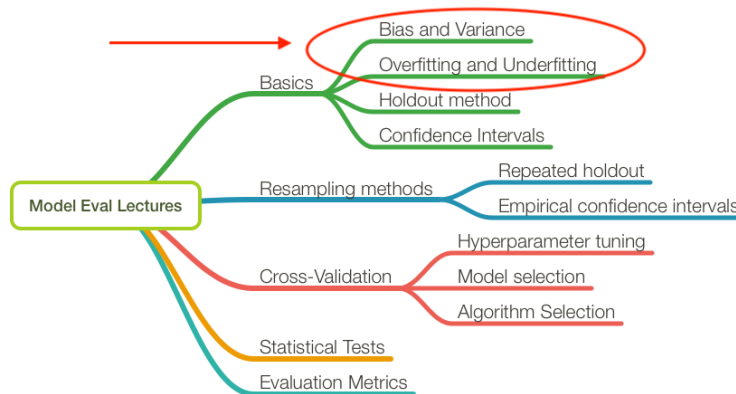 Bias and Variance
Overfitting and Underfitting
Basics
Holdout method
Confidence Intervals
Model Eval Lectures
Resampling methods
Repeated holdout
Empirical confidence intervals
Cross-Validation
Hyperparameter tuning
Model selection
Algorithm Selection
Statistical Tests
Evaluation Metrics